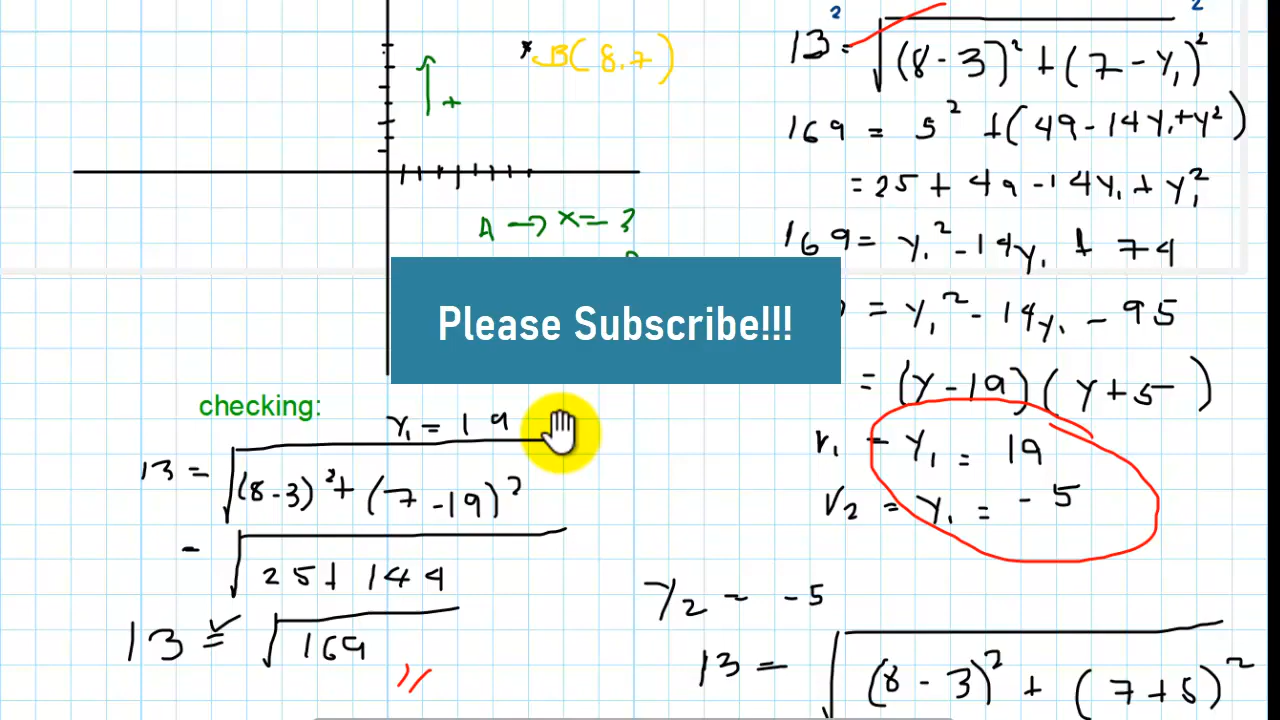 B(8,7)
+
A → x = 3
Please Subscribe!!!
checking:
y₁ = 19
13 = √(8-3)² + (7-19)²
= √25+144
13 = √169
13² = √(8-3)² + (7-y₁)² ²
169 = 5² + (49-14y₁+y²)
= 25 + 49 - 14y₁ + y₁²
169 = y₁² - 14y₁ + 74
= y₁² - 14y₁ - 95
= (y-19)(y+5)
r₁ = y₁ = 19
r₂ = y₁ = -5
y₂ = -5
13 = √(8-3)² + (7+5)²